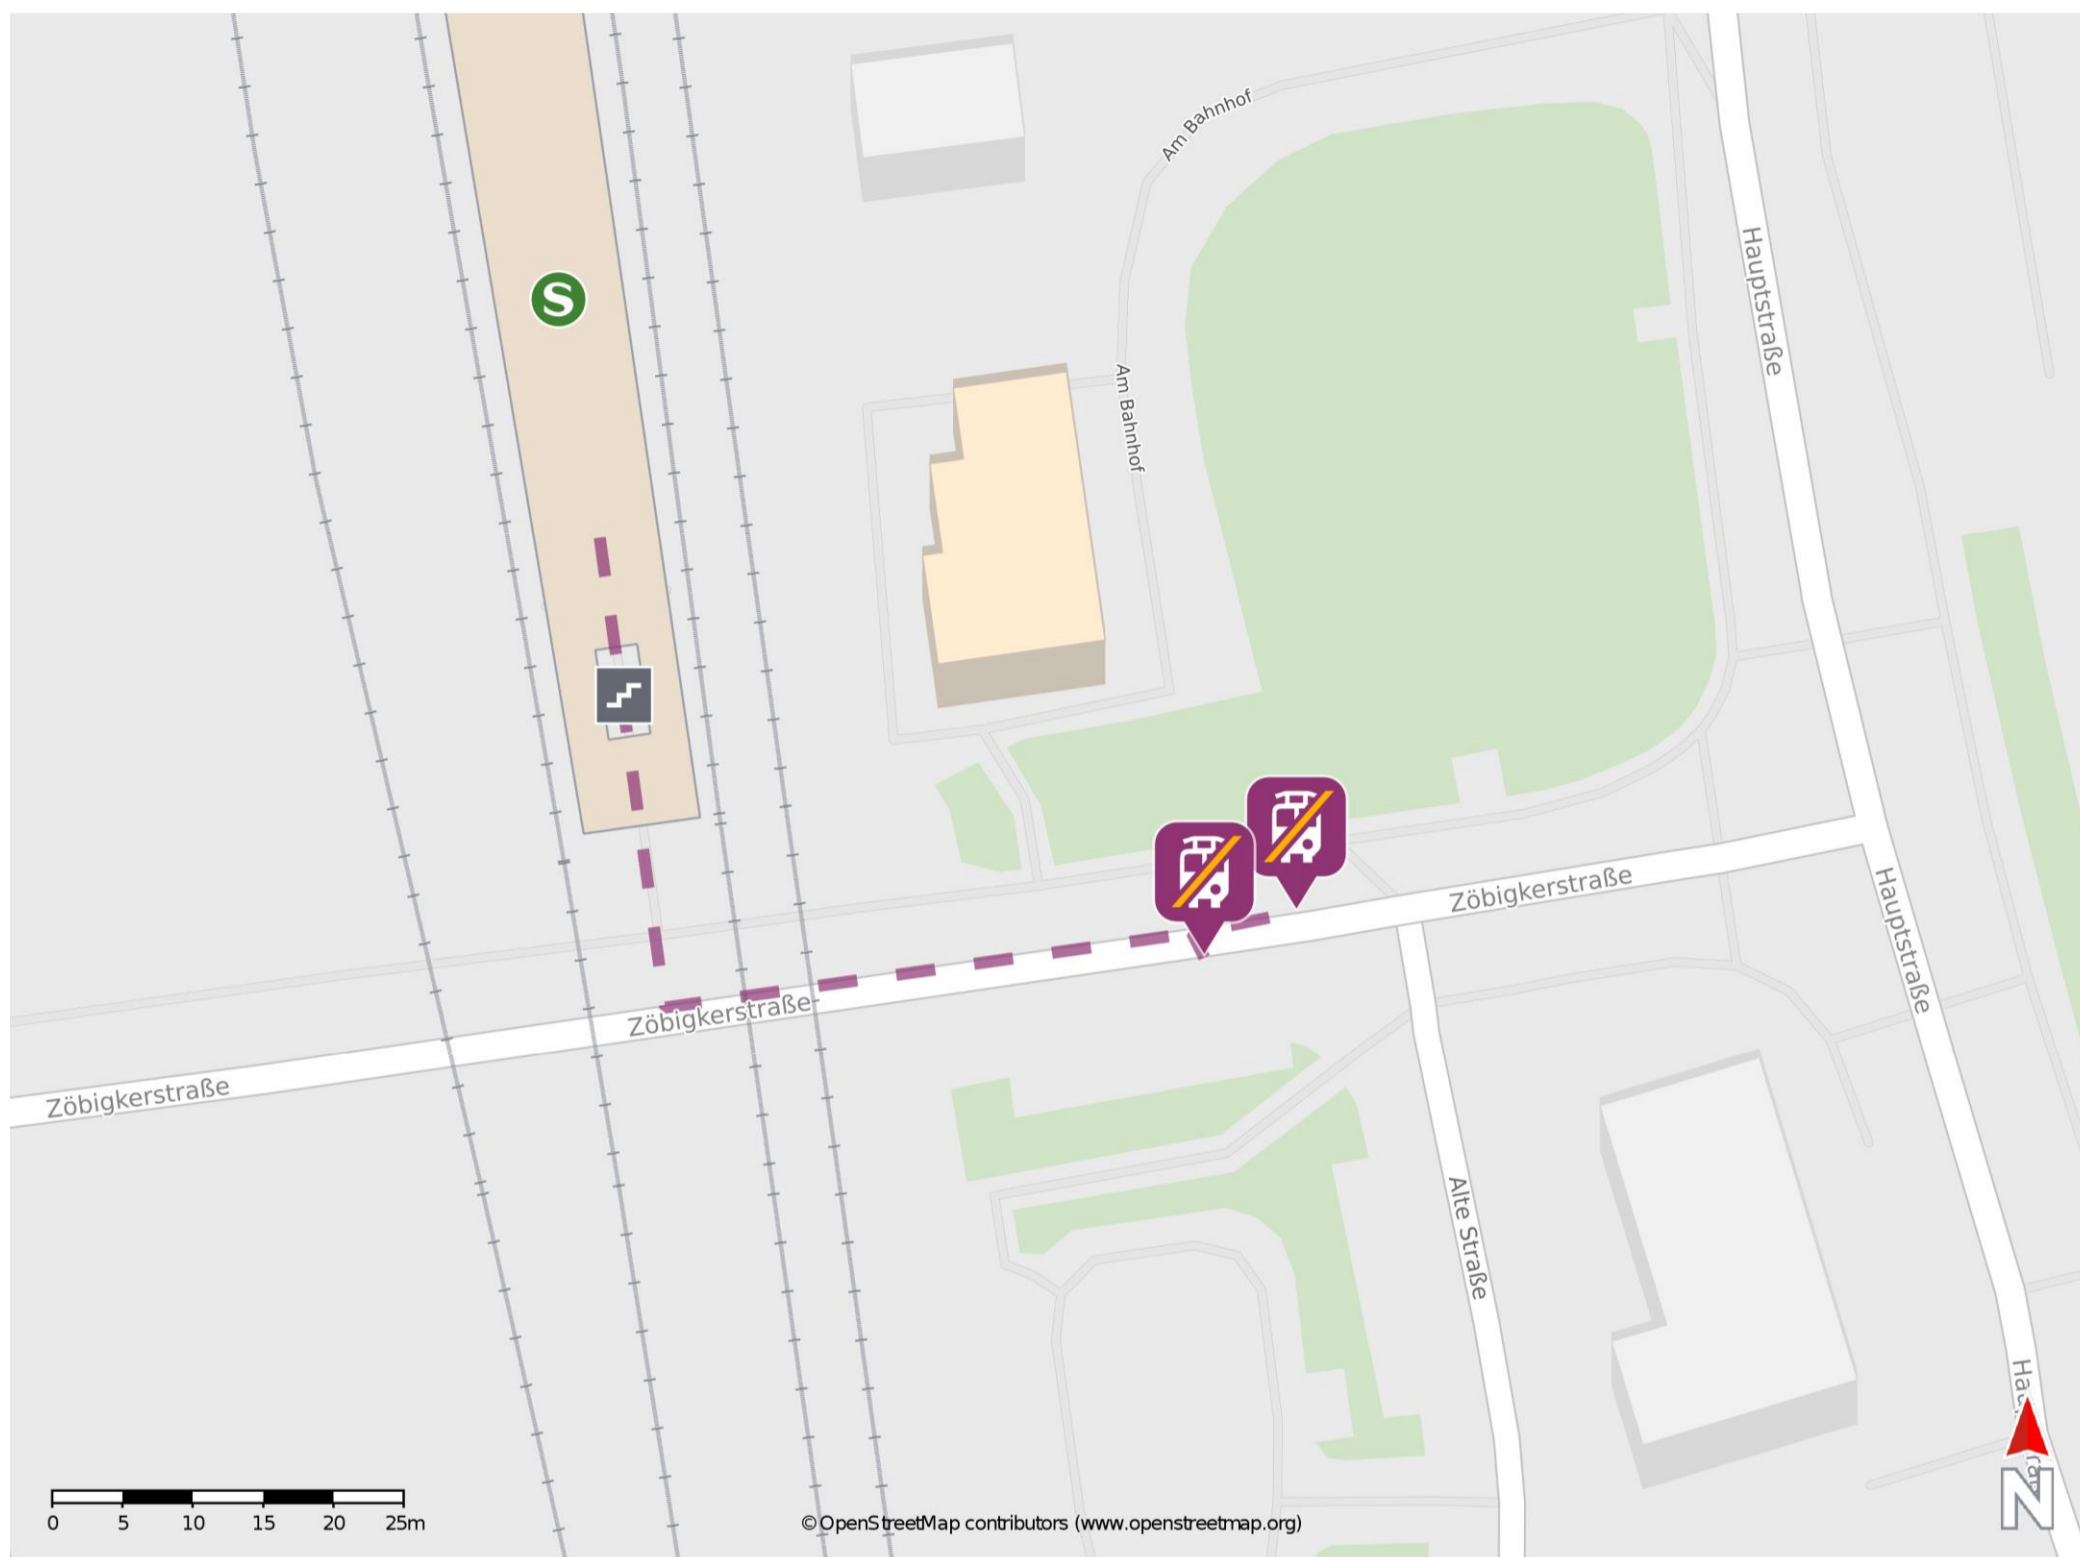 Am Bahnhof
Hauptstraße
S
Am Bahnhof
Zöbigkerstraße
Hauptstraße
Zöbigkerstraße
Zöbigkerstraße
Alte Straße
N
0 5 10 15 20 25m
©OpenStreetMap contributors (www.openstreetmap.org)